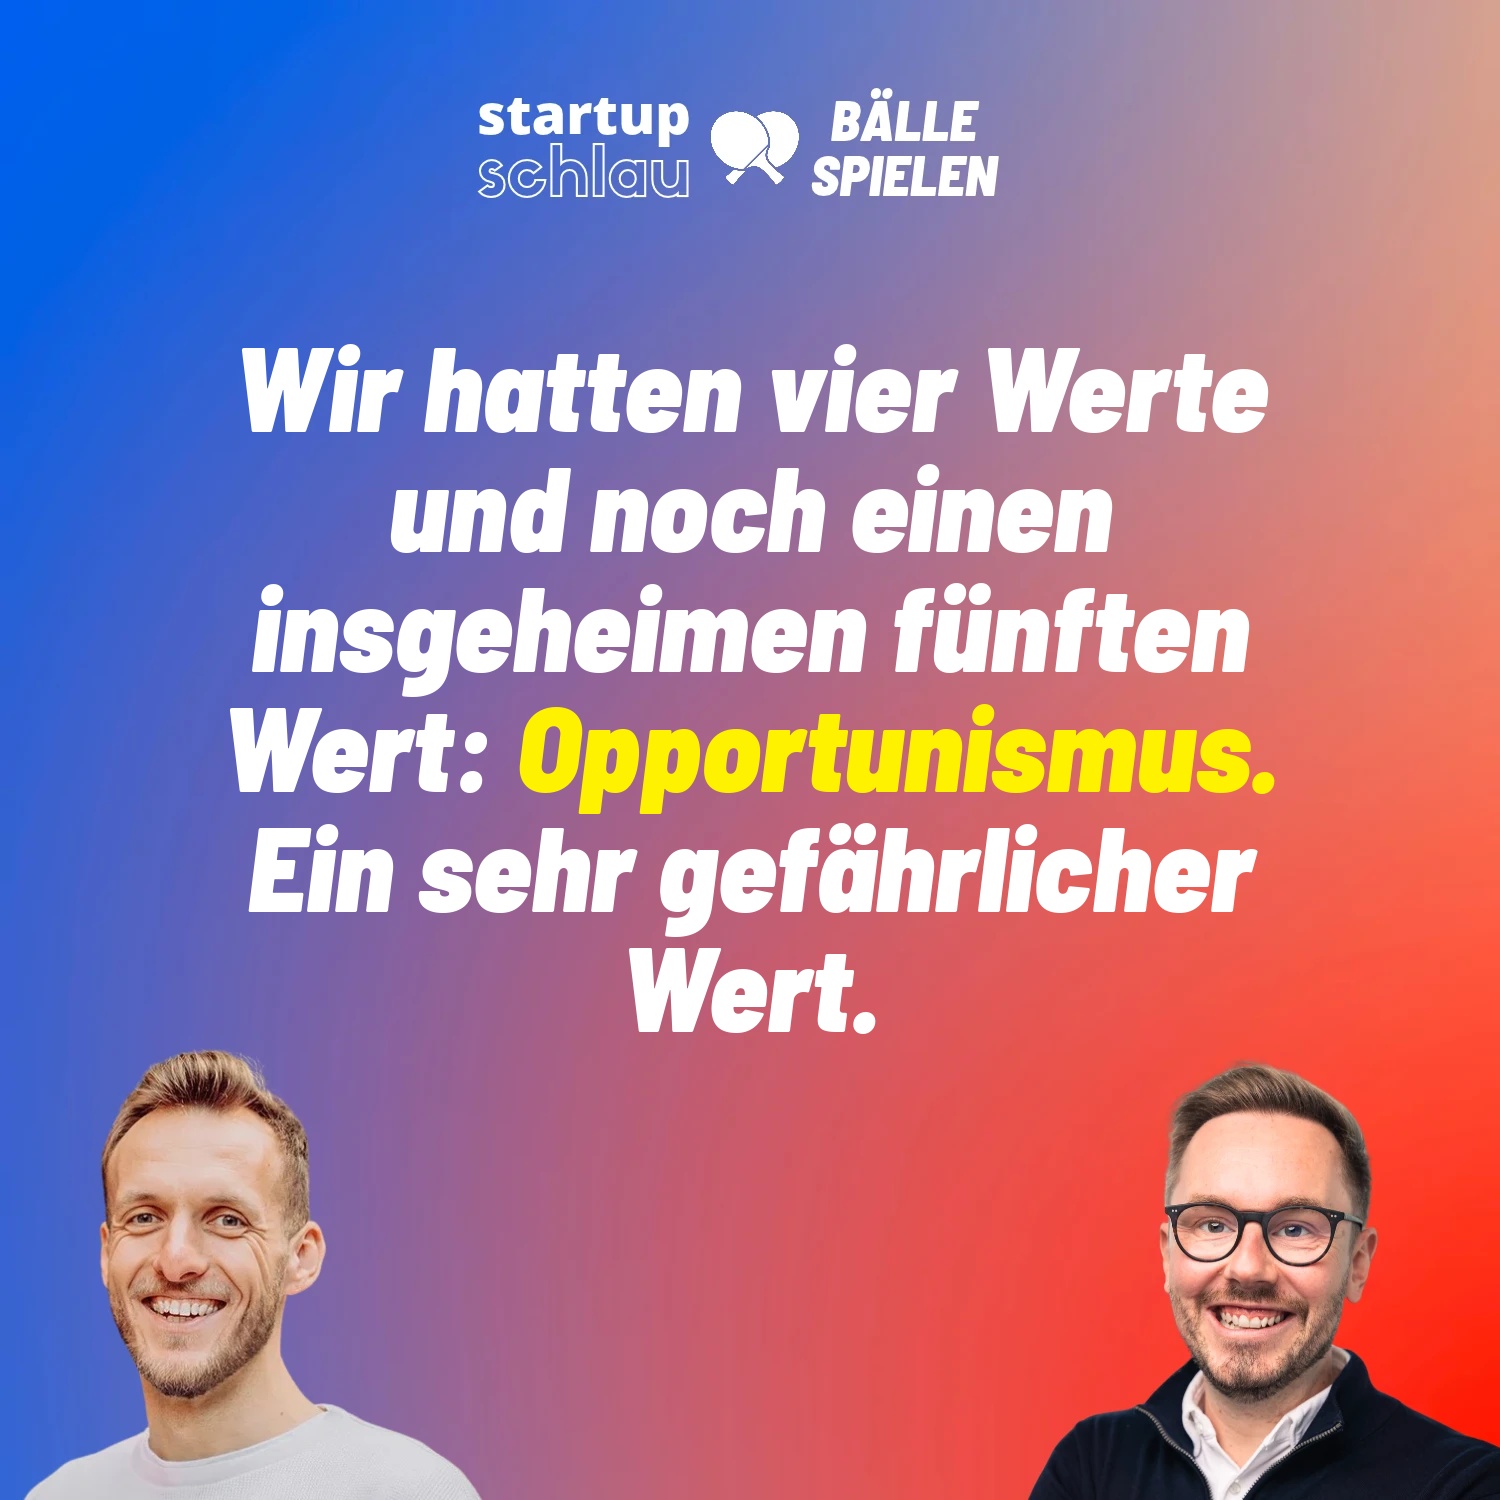 startup
schlau
BÄLLE
SPIELEN
Wir hatten vier Werte
und noch einen
insgeheimen fünften
Wert: Opportunismus.
Ein sehr gefährlicher
Wert.